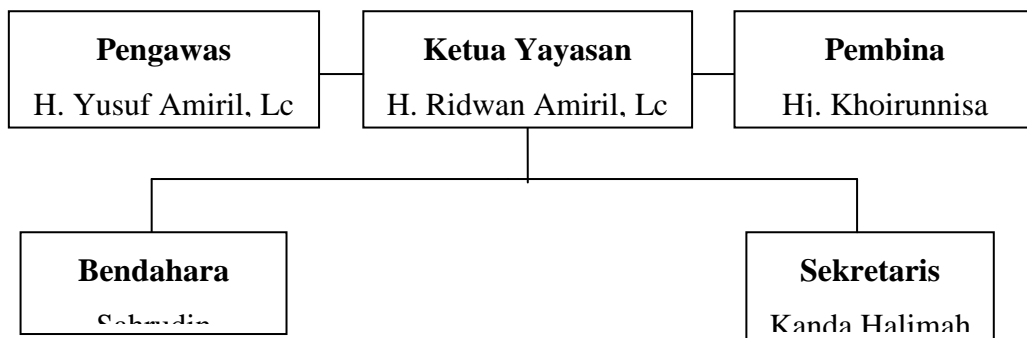 Pengawas
H. Yusuf Amiril, Lc
Ketua Yayasan
H. Ridwan Amiril, Lc
Pembina
Hj. Khoirunnisa
Bendahara
Sekretaris
Kanda Halimah